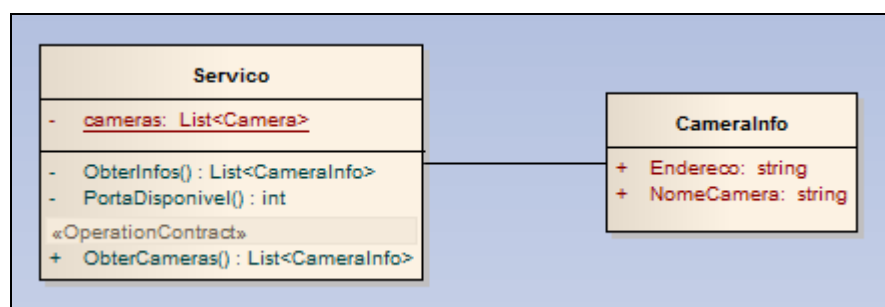 Servico
- cameras: List<Camera>
- ObterInfos() : List<CameraInfo>
- PortaDisponivel() : int
«OperationContract»
+ ObterCameras() : List<CameraInfo>
CameraInfo
+ Endereco: string
+ NomeCamera: string